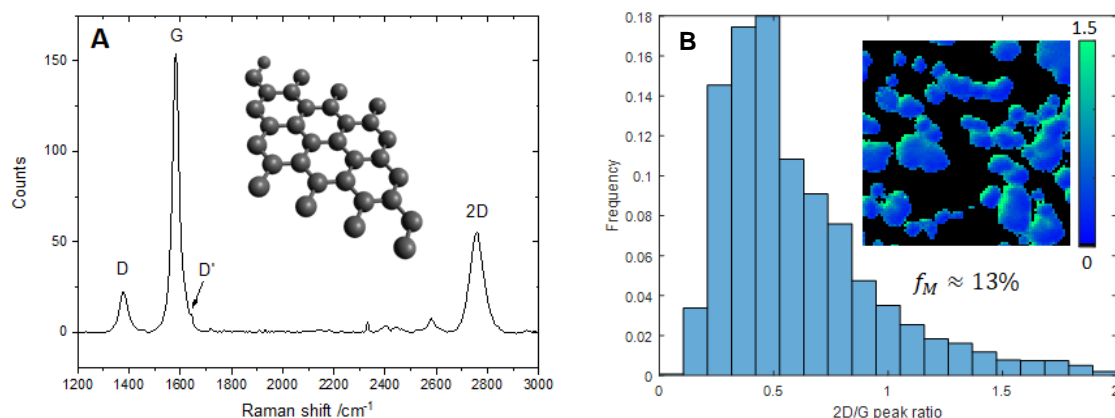 A
G
D
D'
2D
150
100
50
0
Counts
1200 1400 1600 1800 2000 2200 2400 2600 2800 3000
Raman shift /cm-1
B
0.18
0.16
0.14
0.12
0.18
0.08
0.06
0.04
0.02
0
Frequency
1.5
0
f_M ≈ 13%
0 0.5 1 1.5 2
2D/G peak ratio